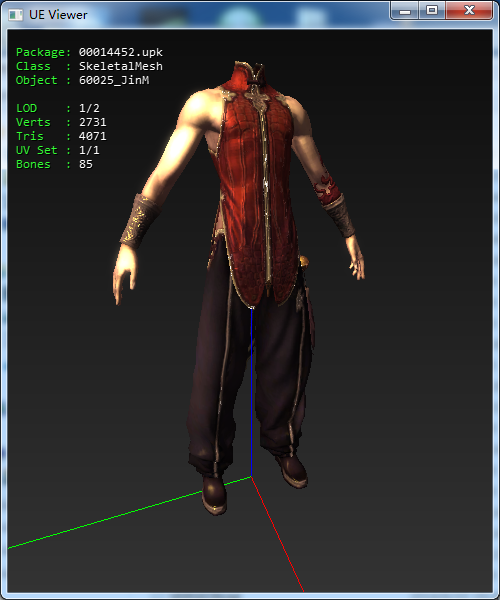 UE Viewer
Package: 00014452.upk
Class : SkeletalMesh
Object : 60025_JinM
LOD : 1/2
Verts : 2731
Tris : 4071
UV Set : 1/1
Bones : 85